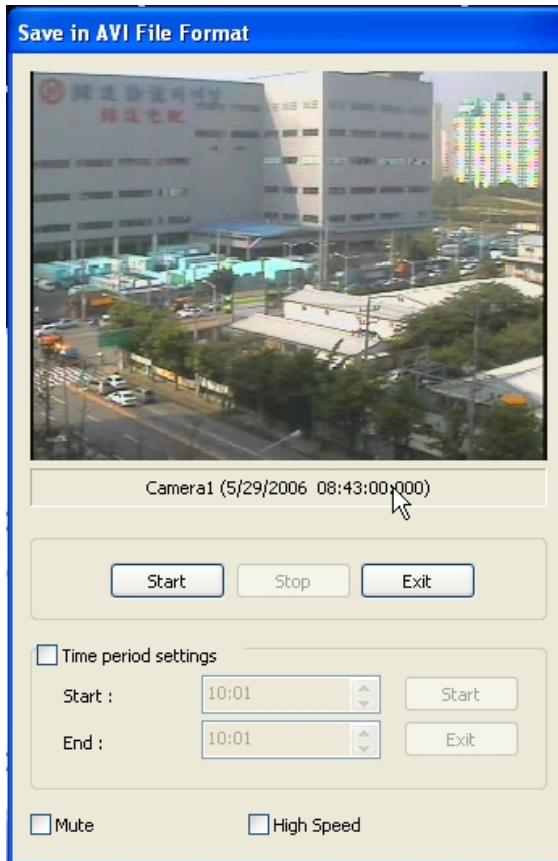 Save in AVI File Format
Camera1 (5/29/2006 08:43:00:000)
Start Stop Exit
Time period settings
Start : 10:01 Start
End : 10:01 Exit
Mute High Speed